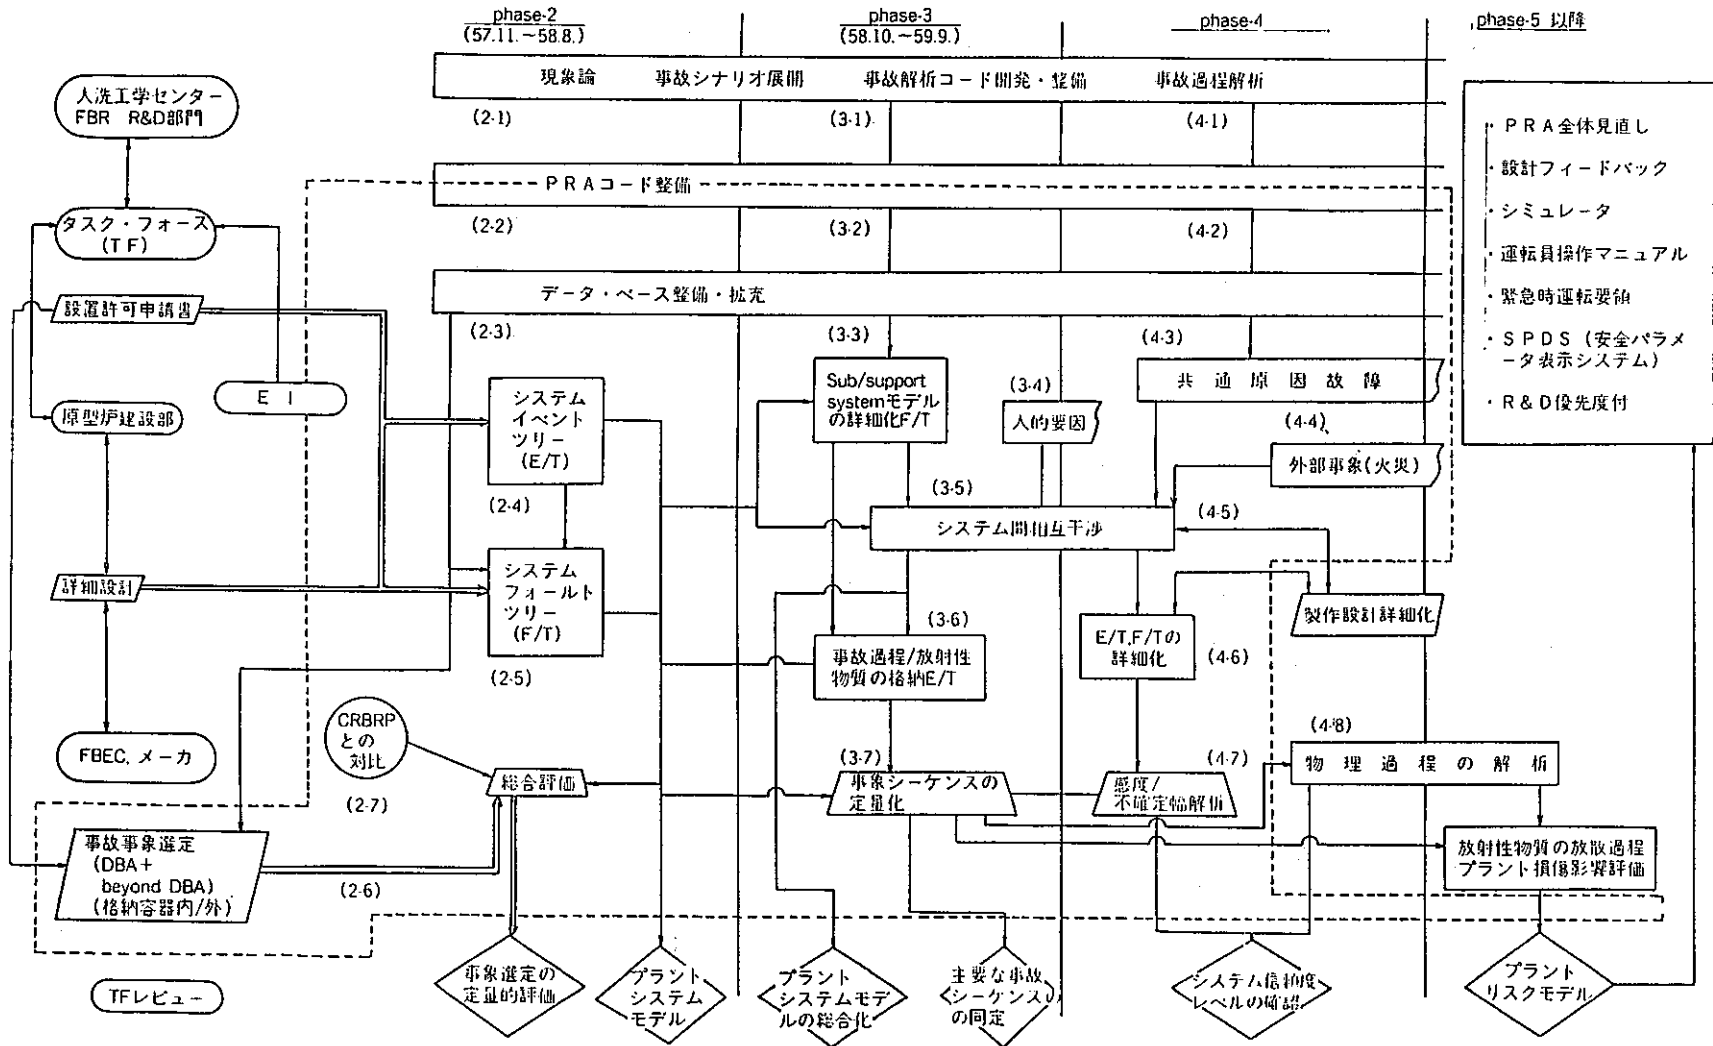 phase-2
(57.11.~58.8.)
phase-3
(58.10.~59.9.)
phase-4
phase-5 以降
現象論
事故シナリオ展開
事故解析コード開発・整備
事故過程解析
(2·1)
(3·1)
(4·1)
PRAコード整備
(2·2)
(3·2)
(4·2)
データ・ベース整備・拡充
(2·3)
(3·3)
(4·3)
大洗工学センター
FBR R&D部門
タスク・フォース
(TF)
設置許可申請書
E I
原型炉建設部
詳細設計
FBEC, メーカ
CRBRP
との
対比
(2·7)
事故事象選定
(DBA+
beyond DBA)
(格納容器内/外)
(2·6)
TFレビュー
システム
イベント
ツリー
(E/T)
(2·4)
システム
フォールト
ツリー
(F/T)
(2·5)
総合評価
事象選定の
定量的評価
プラント
システム
モデル
Sub/support
systemモデル
の詳細化F/T
(3·4)
人的要因
(3·5)
システム間相互干渉
(3·6)
事故過程/放射性
物質の格納E/T
(3·7)
事象シーケンスの
定量化
プラント
システムモデ
ルの総合化
主要な事故
シーケンス
の同定
共通原因故障
(4·4)
外部事象(火災)
(4·5)
製作設計詳細化
E/T,F/Tの
詳細化
(4·6)
(4·7)
感度/
不確定幅解析
(4·8)
物理過程の解析
放射性物質の放散過程
プラント損傷影響評価
システム信頼度
レベルの確認
プラント
リスクモデル
・PRA全体見直し
・設計フィードバック
・シミュレータ
・運転員操作マニュアル
・緊急時運転要領
・SPDS (安全パラメ
ータ表示システム)
・R&D優先度付